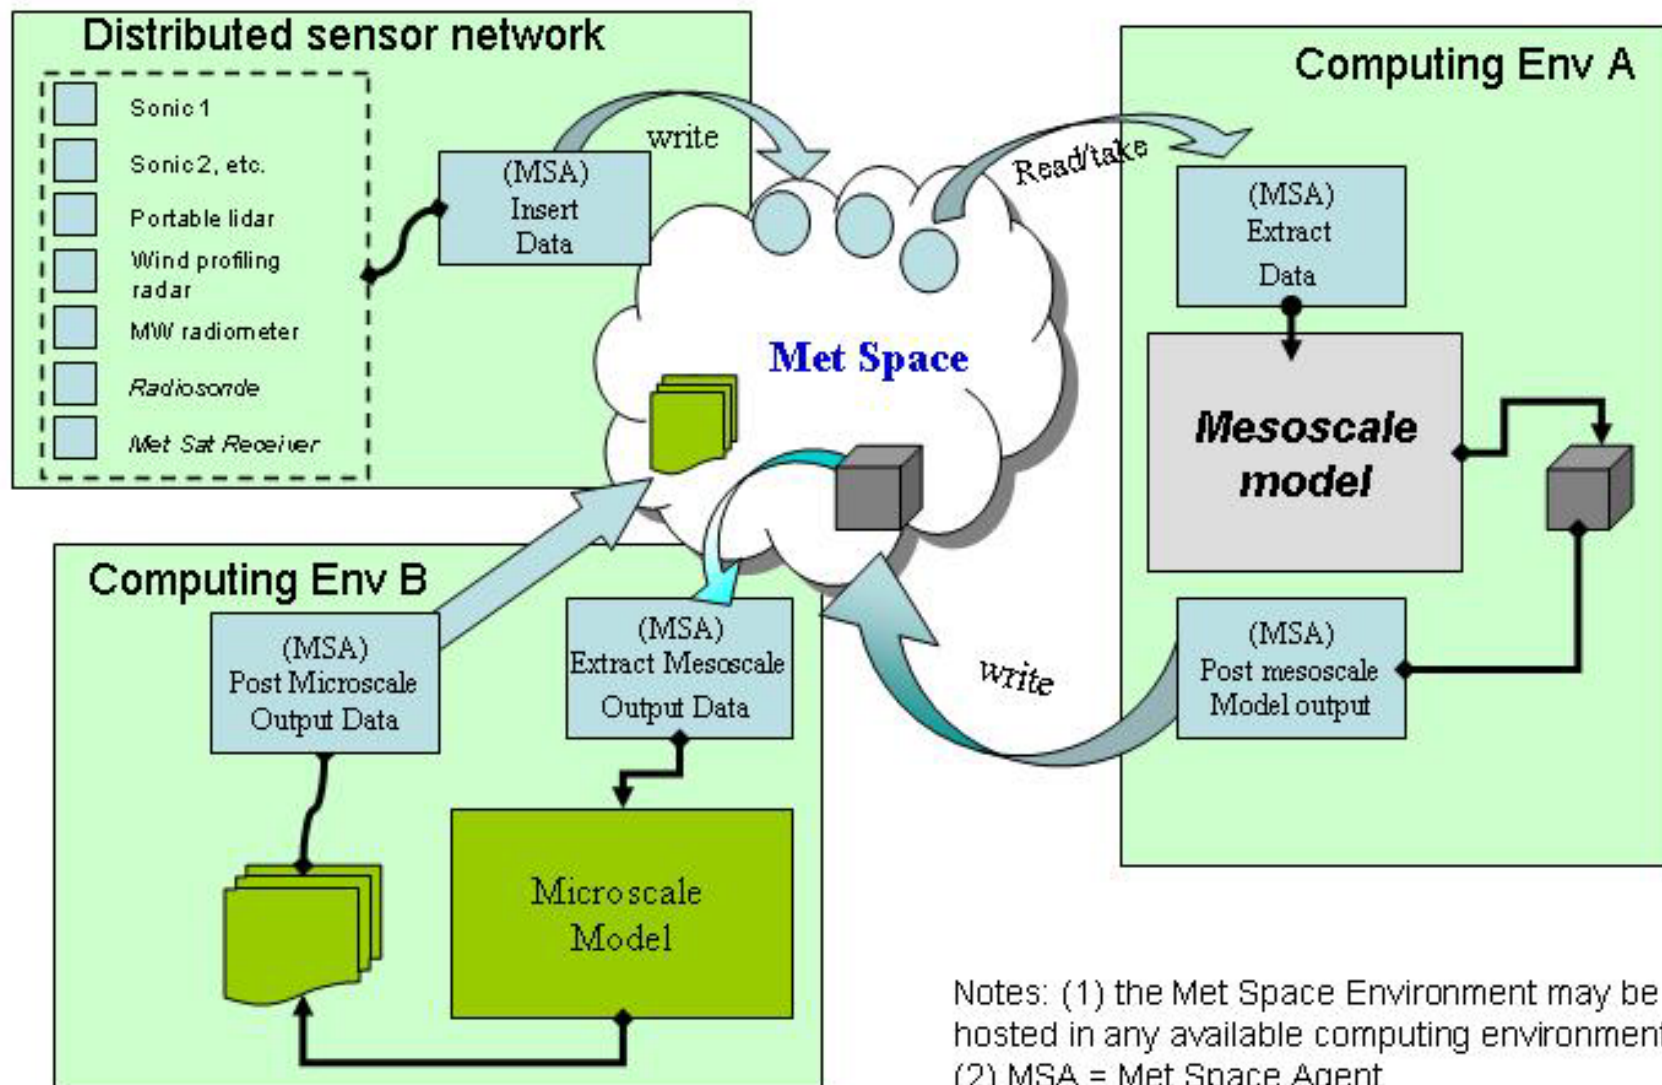 Distributed sensor network
Sonic 1
Sonic 2, etc.
Portable lidar
Wind profiling
radar
MW radiometer
Radiosonde
Met Sat Receiver
(MSA)
Insert
Data
write
Met Space
Read/take
Computing Env A
(MSA)
Extract
Data
Mesoscale
model
(MSA)
Post mesoscale
Model output
write
Computing Env B
(MSA)
Post Microscale
Output Data
(MSA)
Extract Mesoscale
Output Data
Microscale
Model
Notes: (1) the Met Space Environment may be
hosted in any available computing environment
(2) MSA = Met Space Agent